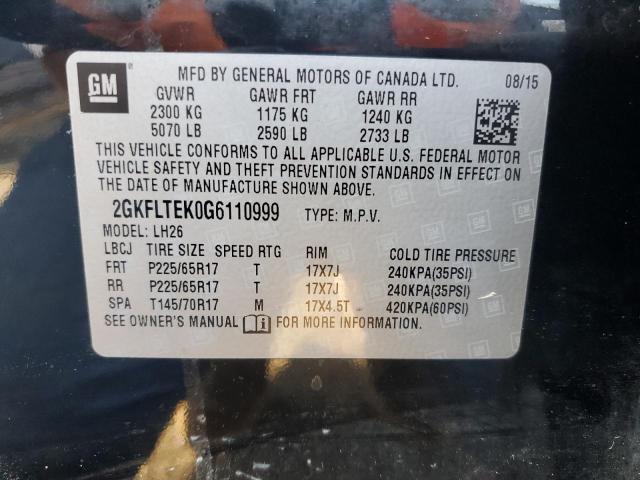 GM
MFD BY GENERAL MOTORS OF CANADA LTD. 08/15
GVWR GAWR FRT GAWR RR
2300 KG 1175 KG 1240 KG
5070 LB 2590 LB 2733 LB
THIS VEHICLE CONFORMS TO ALL APPLICABLE U.S. FEDERAL MOTOR
VEHICLE SAFETY AND THEFT PREVENTION STANDARDS IN EFFECT ON
THE DATE OF MANUFACTURE SHOWN ABOVE.
2GKFLTEK0G6110999 TYPE: M.P.V.
MODEL: LH26
LBCJ TIRE SIZE SPEED RTG RIM COLD TIRE PRESSURE
FRT P225/65R17 T 17X7J 240KPA(35PSI)
RR P225/65R17 T 17X7J 240KPA(35PSI)
SPA T145/70R17 M 17X4.5T 420KPA(60PSI)
SEE OWNER'S MANUAL FOR MORE INFORMATION.